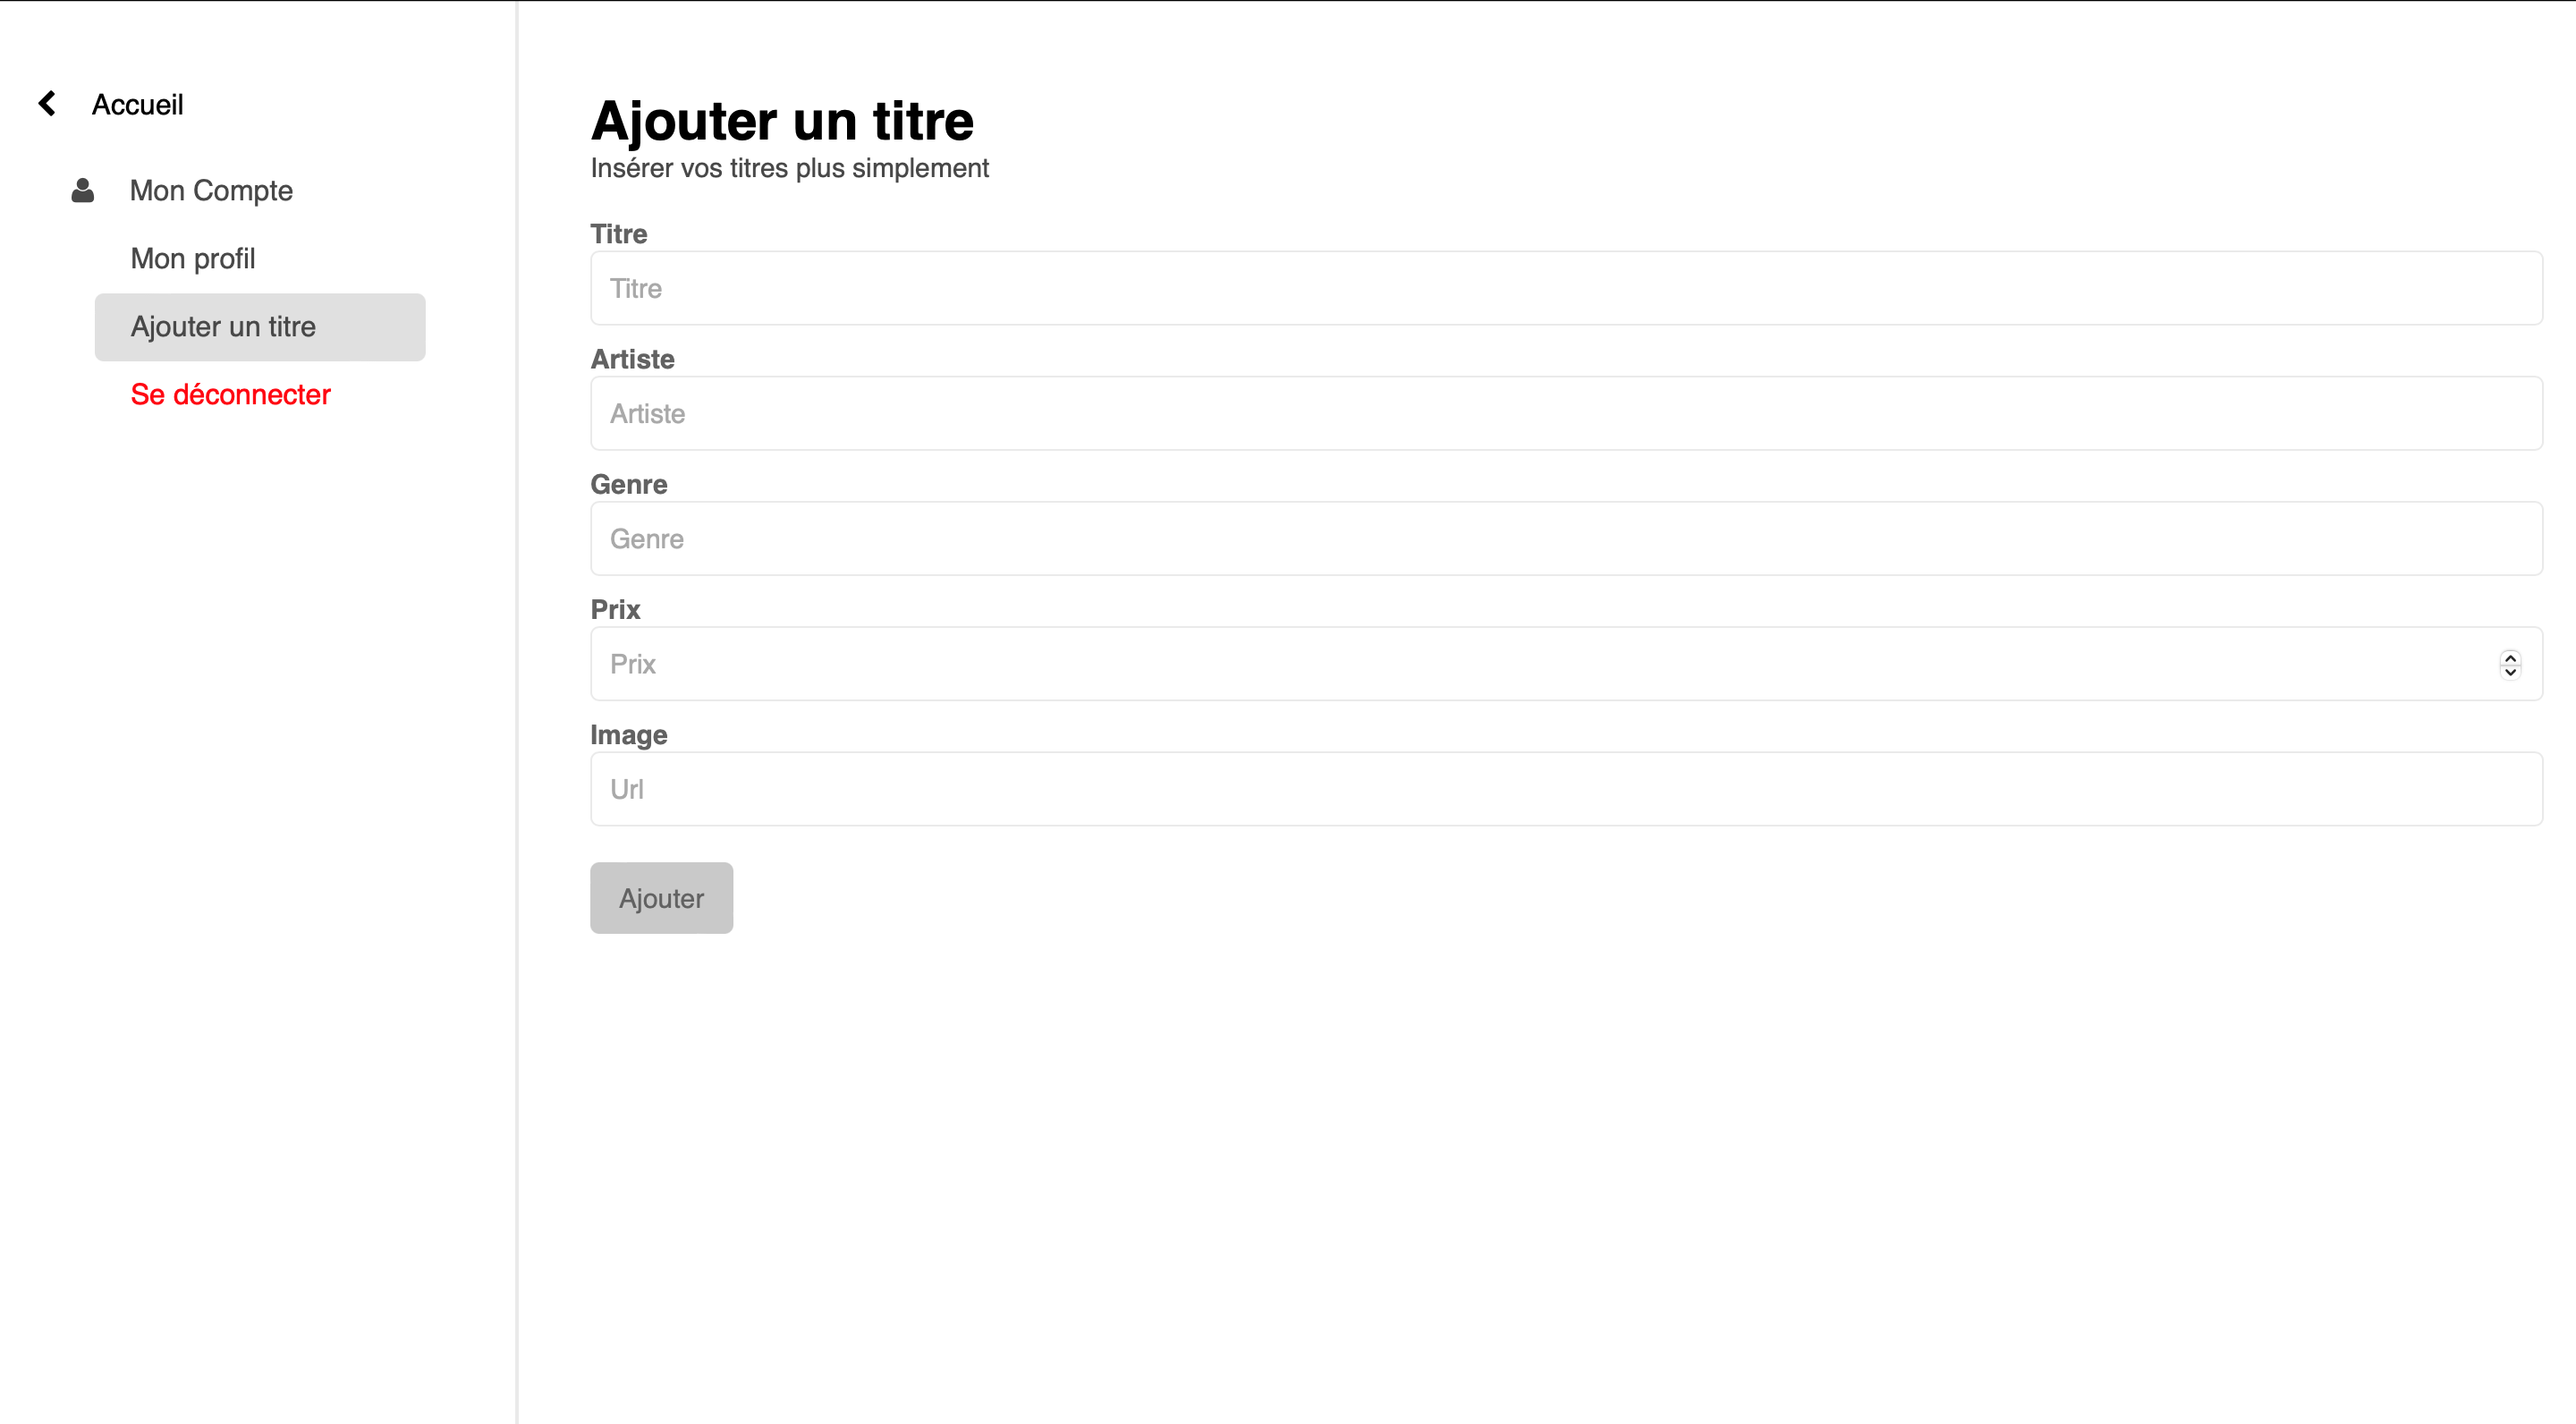 Accueil
Mon Compte
Mon profil
Ajouter un titre
Se déconnecter
Ajouter un titre
Insérer vos titres plus simplement
Titre
Titre
Artiste
Artiste
Genre
Genre
Prix
Prix
Image
Url
Ajouter